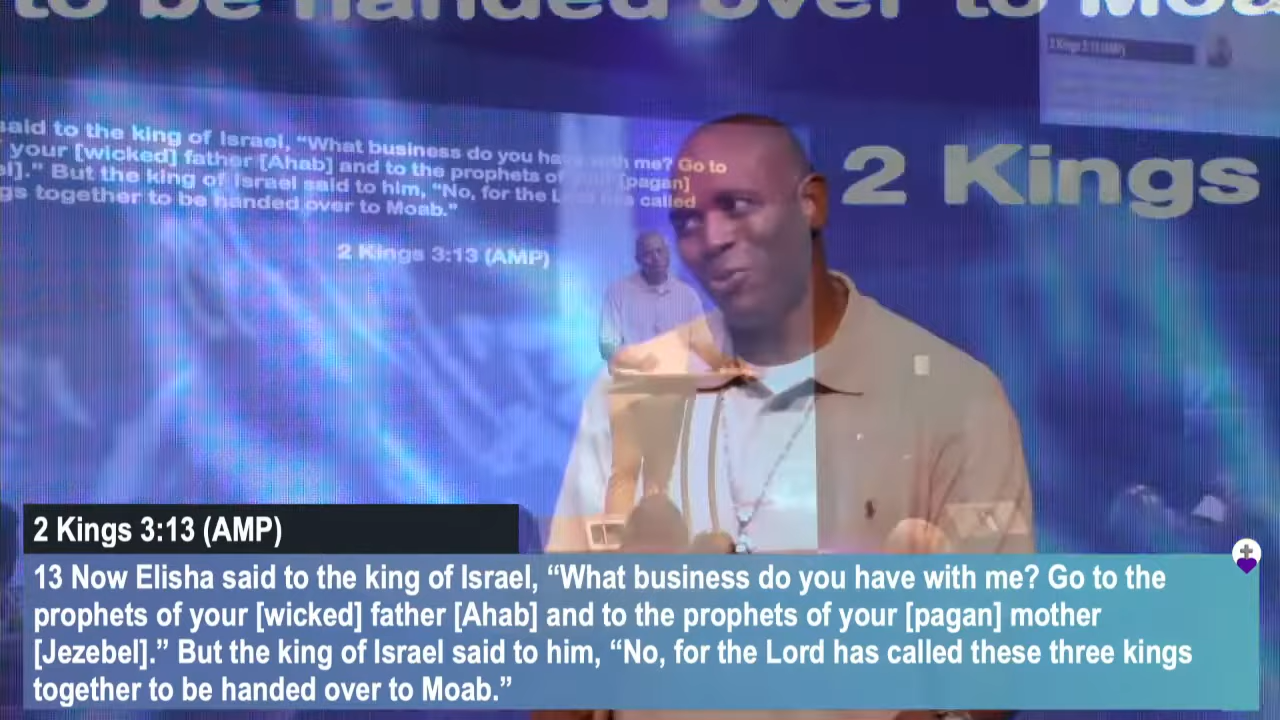 to be handed over to Moa
2 Kings 3:13 (AMP)
said to the king of Israel, “What business do you have with me? Go to
your [wicked] father [Ahab] and to the prophets of your [pagan]
el].” But the king of Israel said to him, “No, for the Lord has called
gs together to be handed over to Moab.”
2 Kings 3:13 (AMP)
2 Kings
2 Kings 3:13 (AMP)
13 Now Elisha said to the king of Israel, “What business do you have with me? Go to the
prophets of your [wicked] father [Ahab] and to the prophets of your [pagan] mother
[Jezebel].” But the king of Israel said to him, “No, for the Lord has called these three kings
together to be handed over to Moab.”